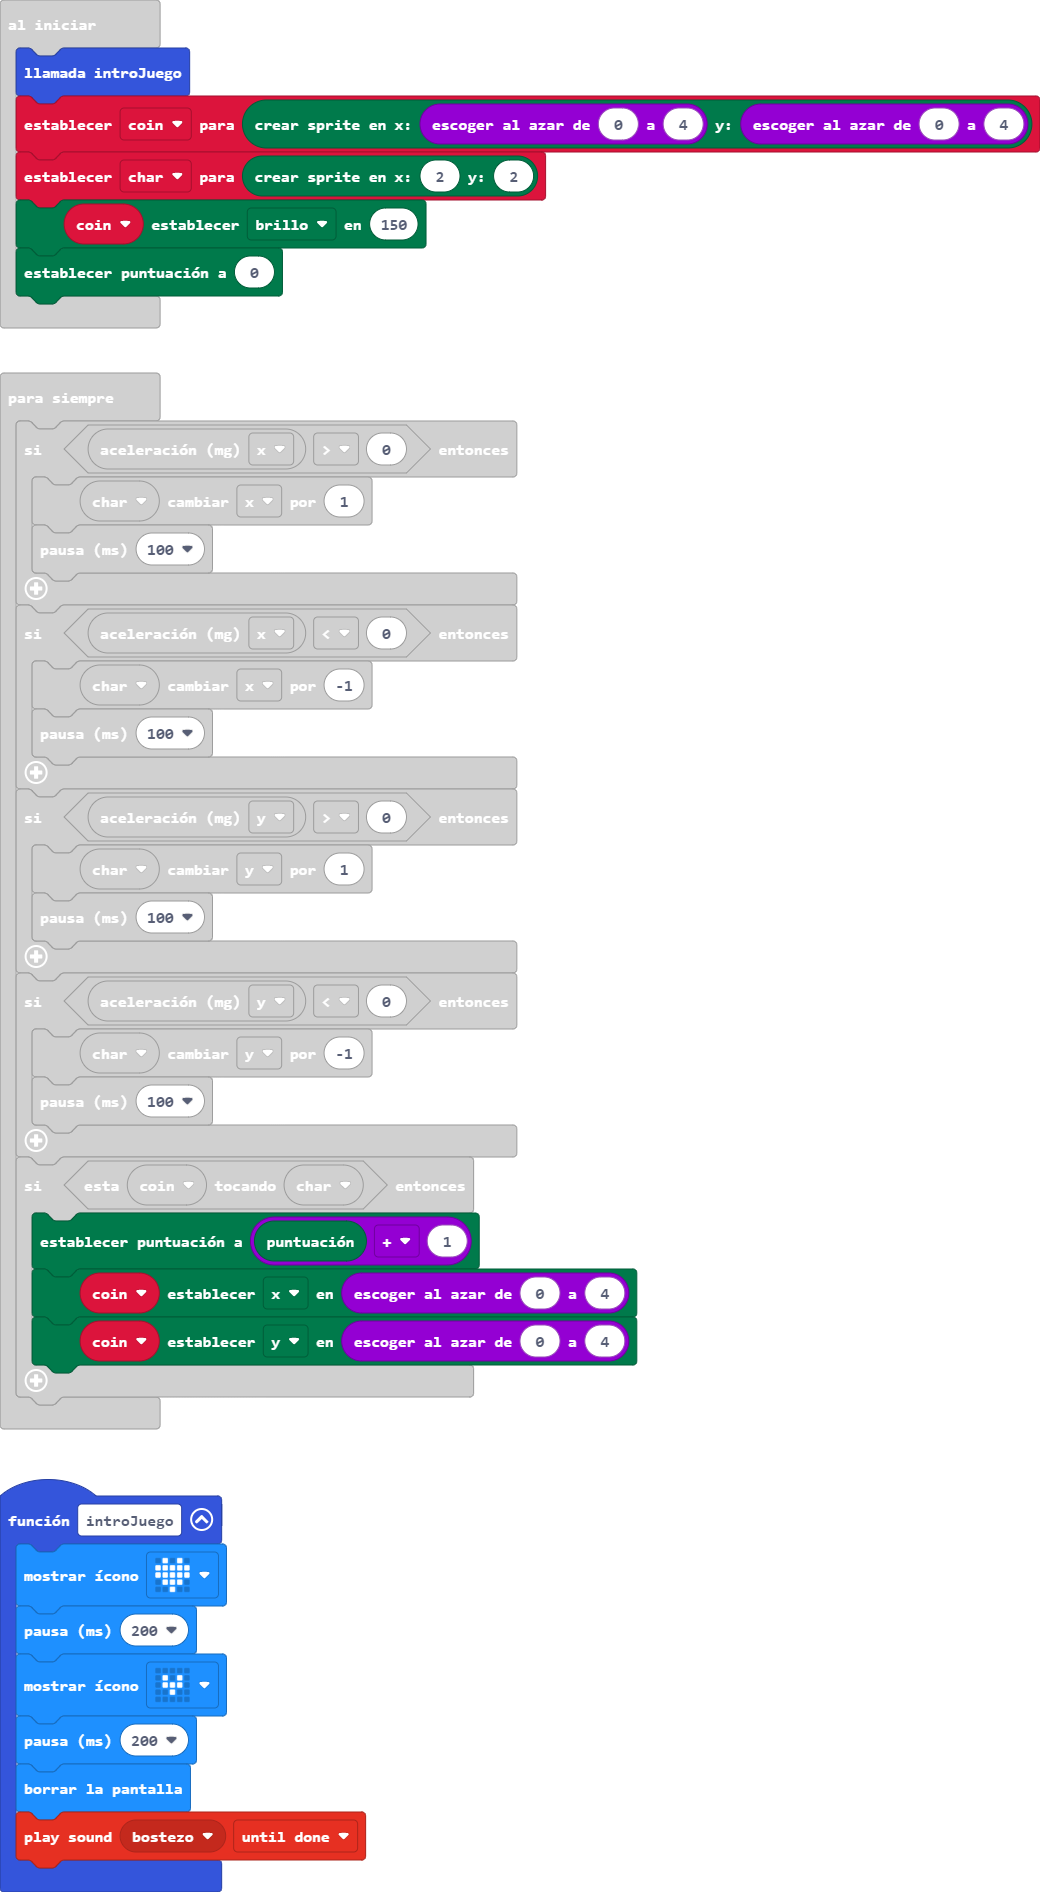 al iniciar
llamada introJuego
establecer coin para crear sprite en x: escoger al azar de 0 a 4 y: escoger al azar de 0 a 4
establecer char para crear sprite en x: 2 y: 2
coin establecer brillo en 150
establecer puntuación a 0
para siempre
si aceleración (mg) x > 0 entonces
char cambiar x por 1
pausa (ms) 100
si aceleración (mg) x < 0 entonces
char cambiar x por -1
pausa (ms) 100
si aceleración (mg) y > 0 entonces
char cambiar y por 1
pausa (ms) 100
si aceleración (mg) y < 0 entonces
char cambiar y por -1
pausa (ms) 100
si esta coin tocando char entonces
establecer puntuación a puntuación + 1
coin establecer x en escoger al azar de 0 a 4
coin establecer y en escoger al azar de 0 a 4
función introJuego
mostrar ícono
pausa (ms) 200
mostrar ícono
pausa (ms) 200
borrar la pantalla
play sound bostezo until done